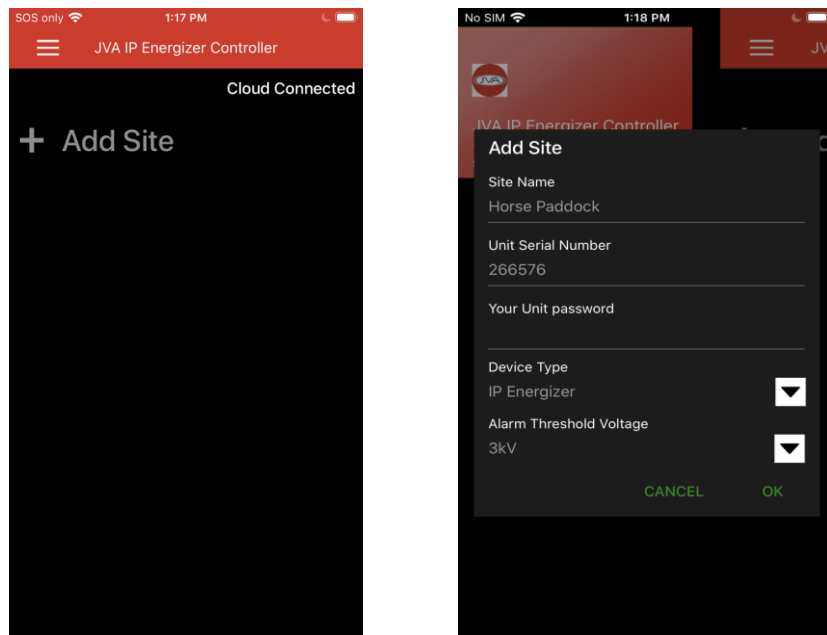 SOS only 1:17 PM
JVA IP Energizer Controller
Cloud Connected
+ Add Site
No SIM 1:18 PM
JV
JVA
JVA IP Energizer Controller
Add Site
Site Name
Horse Paddock
Unit Serial Number
266576
Your Unit password
Device Type
IP Energizer
Alarm Threshold Voltage
3kV
CANCEL OK